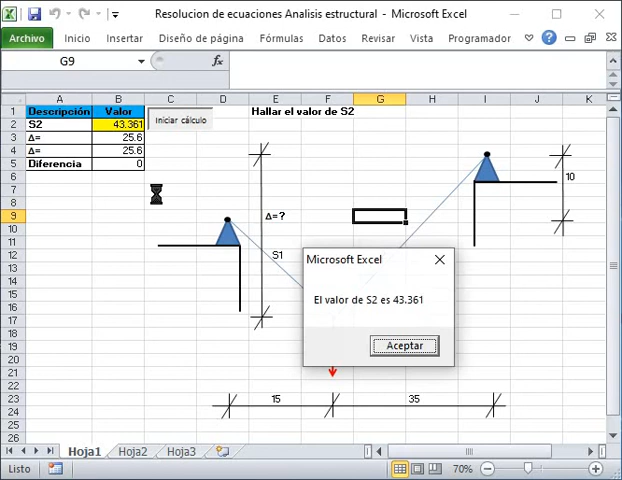 Resolucion de ecuaciones Analisis estructural - Microsoft Excel
Archivo Inicio Insertar Diseño de página Fórmulas Datos Revisar Vista Programador
G9 fx
A B C D E F G H I J K
1 Descripción Valor Hallar el valor de S2
2 S2 43.361 Iniciar cálculo
3 Δ= 25.6
4 Δ= 25.6
5 Diferencia 0
6
7 10
8
9 Δ=?
10
11
12 S1 Microsoft Excel
13
14
15 El valor de S2 es 43.361
16
17
18
19 Aceptar
20
21
22
23 15 35
24
25
26
Hoja1 Hoja2 Hoja3
Listo 70%